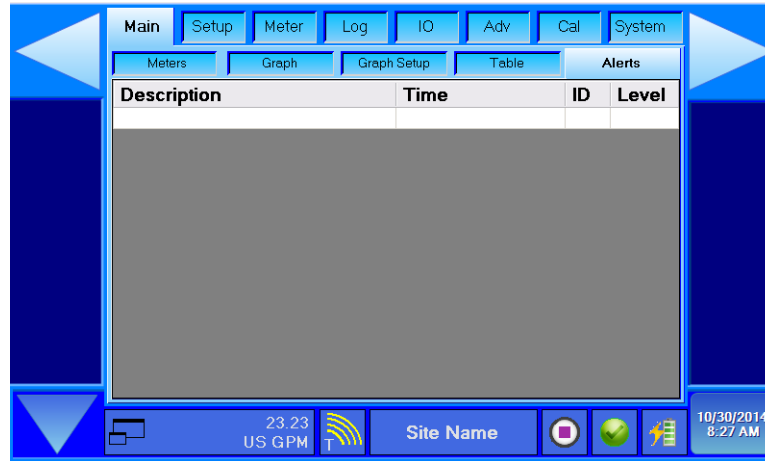 Main Setup Meter Log IO Adv Cal System
Meters Graph Graph Setup Table Alerts
Description Time ID Level
23.23
US GPM
T
Site Name
10/30/2014
8:27 AM